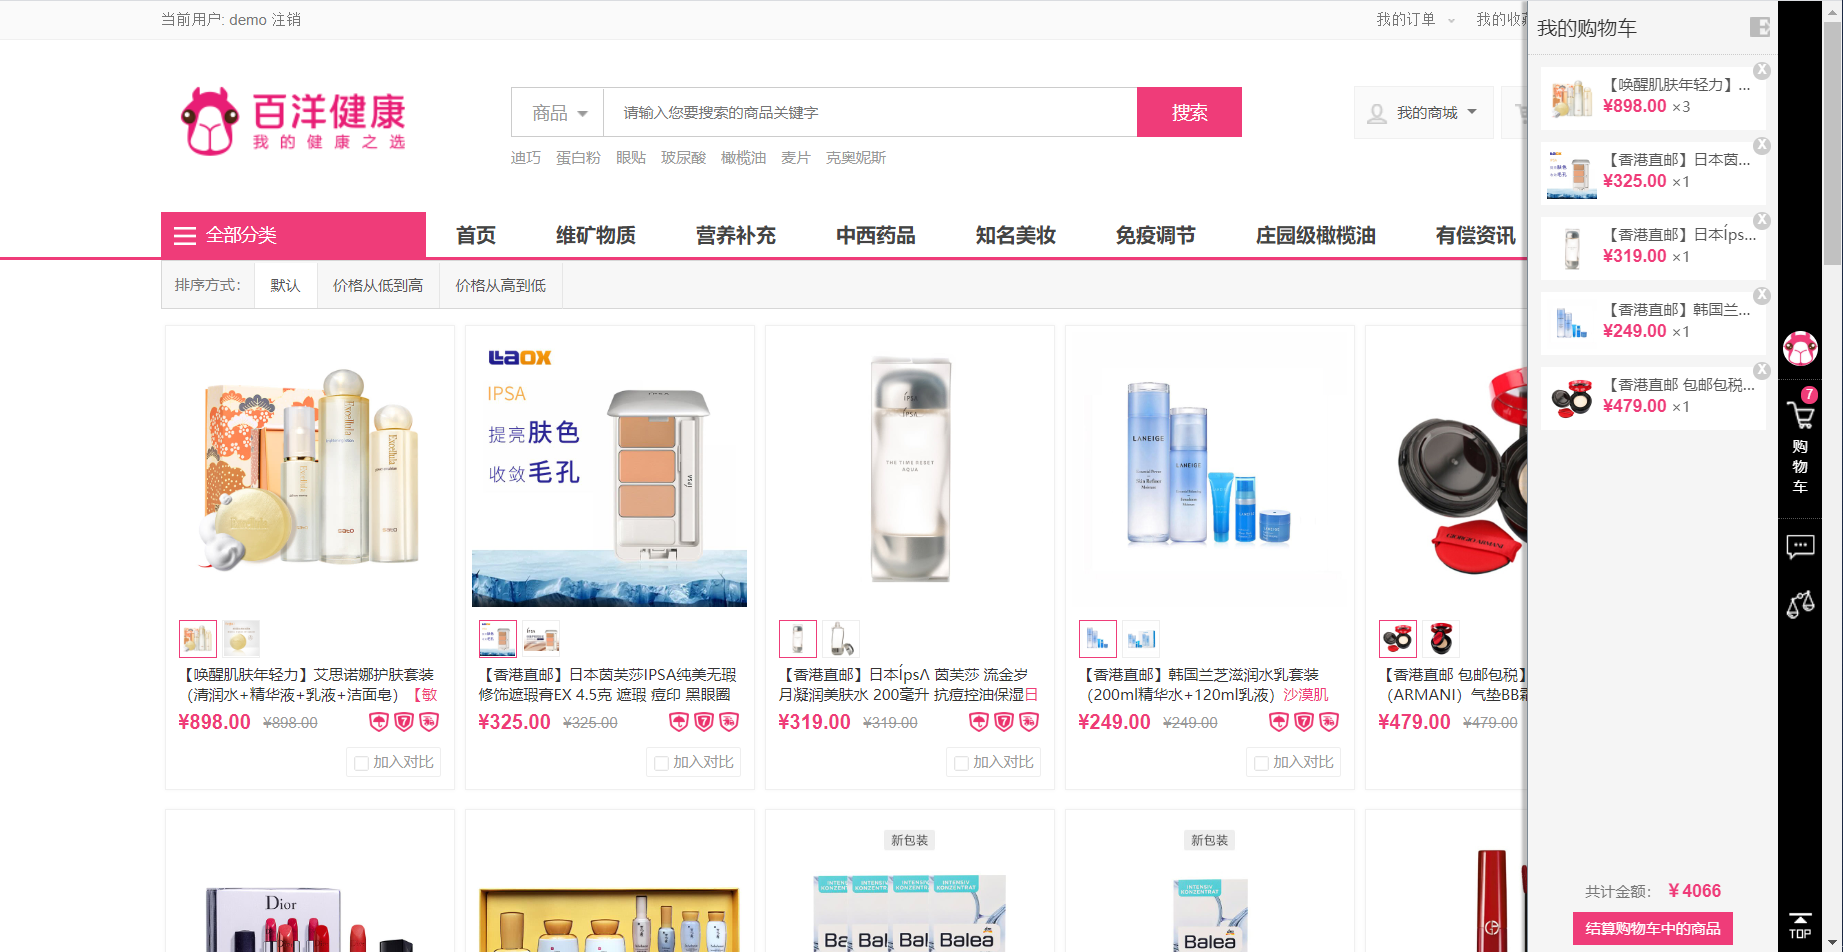 当前用户: demo 注销
我的订单
我的收藏
百洋健康
我的健康之选
商品
请输入您要搜索的商品关键字
搜索
我的商城
迪巧 蛋白粉 眼贴 玻尿酸 橄榄油 麦片 克奥妮斯
全部分类
首页 维矿物质 营养补充 中西药品 知名美妆 免疫调节 庄园级橄榄油 有偿资讯
排序方式: 默认 价格从低到高 价格从高到低
LAOX
IPSA
提亮肤色
收敛毛孔
IPSA
THE TIME RESET
AQUA
LANEIGE
LANEIGE
GIORGIO ARMANI
【唤醒肌肤年轻力】艾思诺娜护肤套装
（清润水+精华液+乳液+洁面皂）【敏
¥898.00 ¥898.00
加入对比
【香港直邮】日本茵芙莎IPSA纯美无瑕
修饰遮瑕膏EX 4.5克 遮瑕 痘印 黑眼圈
¥325.00 ¥325.00
加入对比
【香港直邮】日本ÍpsΛ 茵芙莎 流金岁
月凝润美肤水 200毫升 抗痘控油保湿日
¥319.00 ¥319.00
加入对比
【香港直邮】韩国兰芝滋润水乳套装
（200ml精华水+120ml乳液）沙漠肌
¥249.00 ¥249.00
加入对比
【香港直邮 包邮包税】
（ARMANI）气垫BB霜
¥479.00 ¥479.00
Dior
新包装
INTENSIV
KONZENTRAT
Balea
新包装
INTENSIV
KONZENTRAT
Balea
我的购物车
【唤醒肌肤年轻力】...
¥898.00 ×3
【香港直邮】日本茵...
¥325.00 ×1
【香港直邮】日本Íps...
¥319.00 ×1
【香港直邮】韩国兰...
¥249.00 ×1
【香港直邮 包邮包税...
¥479.00 ×1
共计金额: ¥ 4066
结算购物车中的商品
7
购物车
TOP